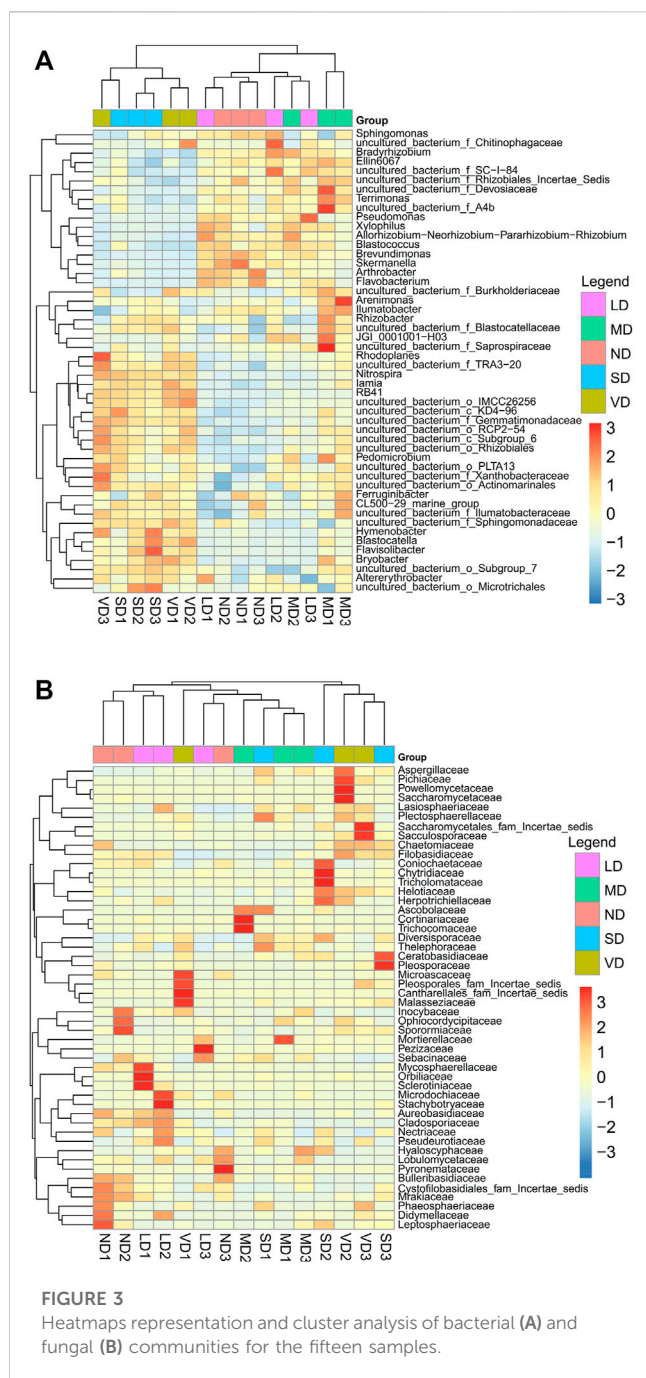 A
Group
Sphingomonas
uncultured_bacterium_f_Chitinophagaceae
Bradyrhizobium
Ellin6067
uncultured_bacterium_f_SC−I−84
uncultured_bacterium_f_Rhizobiales_Incertae_Sedis
uncultured_bacterium_f_Devosiaceae
Terrimonas
uncultured_bacterium_f_A4b
Pseudomonas
Xylophilus
Allorhizobium−Neorhizobium−Pararhizobium−Rhizobium
Blastococcus
Brevundimonas
Skermanella
Arthrobacter
Flavobacterium
uncultured_bacterium_f_Burkholderiaceae
Arenimonas
Ilumatobacter
Rhizobacter
uncultured_bacterium_f_Blastocatellaceae
JGI_0001001−H03
uncultured_bacterium_f_Saprospiraceae
Rhodoplanes
uncultured_bacterium_f_TRA3−20
Nitrospira
Iamia
RB41
uncultured_bacterium_o_IMCC26256
uncultured_bacterium_c_KD4−96
uncultured_bacterium_f_Gemmatimonadaceae
uncultured_bacterium_o_RCP2−54
uncultured_bacterium_c_Subgroup_6
uncultured_bacterium_o_Rhizobiales
Pedomicrobium
uncultured_bacterium_o_PLTA13
uncultured_bacterium_f_Xanthobacteraceae
uncultured_bacterium_o_Actinomarinales
Ferruginibacter
CL500−29_marine_group
uncultured_bacterium_f_Ilumatobacteraceae
uncultured_bacterium_f_Sphingomonadaceae
Hymenobacter
Blastocatella
Flavisolibacter
Bryobacter
uncultured_bacterium_o_Subgroup_7
Altererythrobacter
uncultured_bacterium_o_Microtrichales
VD3 SD1 SD2 SD3 VD1 VD2 LD1 ND2 ND1 ND3 LD2 MD2 LD3 MD1 MD3
Legend
LD
MD
ND
SD
VD
3
2
1
0
−1
−2
−3
B
Group
Aspergillaceae
Pichiaceae
Powellomycetaceae
Saccharomycetaceae
Lasiosphaeriaceae
Plectosphaerellaceae
Saccharomycetales_fam_Incertae_sedis
Sacculosporaceae
Chaetomiaceae
Filobasidiaceae
Coniochaetaceae
Chytridiaceae
Tricholomataceae
Helotiaceae
Herpotrichiellaceae
Ascobolaceae
Cortinariaceae
Trichocomaceae
Diversisporaceae
Thelephoraceae
Ceratobasidiaceae
Pleosporaceae
Microascaceae
Pleosporales_fam_Incertae_sedis
Cantharellales_fam_Incertae_sedis
Malasseziaceae
Inocybaceae
Ophiocordycipitaceae
Sporormiaceae
Mortierellaceae
Pezizaceae
Sebacinaceae
Mycosphaerellaceae
Orbiliaceae
Sclerotiniaceae
Microdochiaceae
Stachybotryaceae
Aureobasidiaceae
Cladosporiaceae
Nectriaceae
Pseudeurotiaceae
Hyaloscyphaceae
Lobulomycetaceae
Pyronemataceae
Bulleribasidiaceae
Cystofilobasidiales_fam_Incertae_sedis
Mrakiaceae
Phaeosphaeriaceae
Didymellaceae
Leptosphaeriaceae
ND1 ND2 LD1 LD2 VD1 LD3 ND3 MD2 SD1 MD1 MD3 SD2 VD2 VD3 SD3
Legend
LD
MD
ND
SD
VD
3
2
1
0
−1
−2
−3
FIGURE 3
Heatmaps representation and cluster analysis of bacterial (A) and
fungal (B) communities for the fifteen samples.